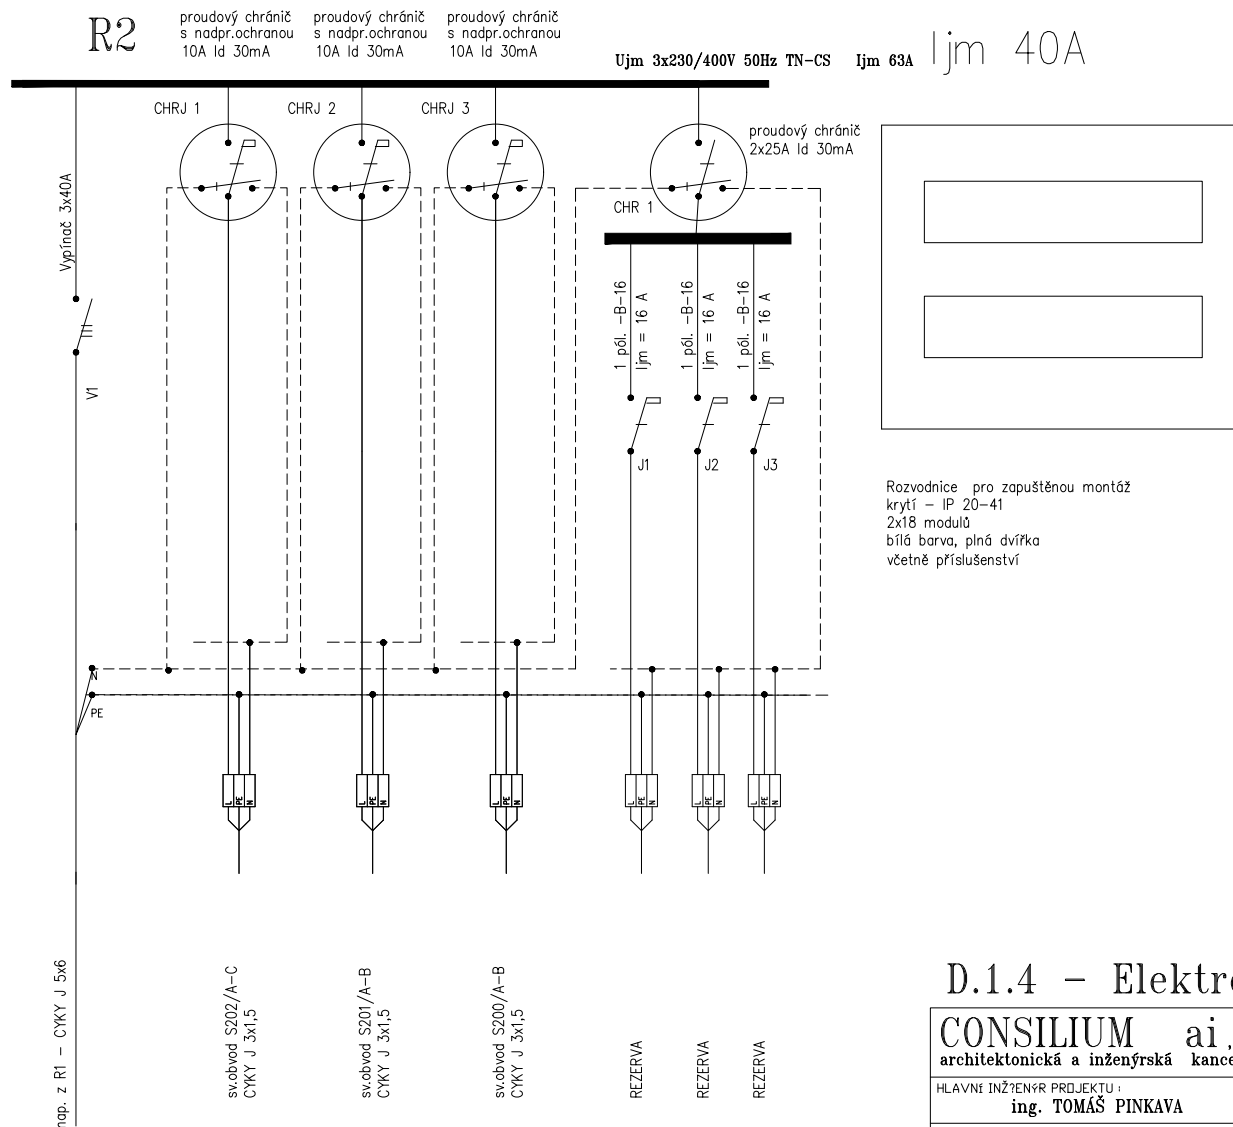 R2
proudový chránič
s nadpr.ochranou
10A Id 30mA
proudový chránič
s nadpr.ochranou
10A Id 30mA
proudový chránič
s nadpr.ochranou
10A Id 30mA
Ujm 3x230/400V 50Hz TN-CS Ijm 63A
Ijm 40A
CHRJ 1
CHRJ 2
CHRJ 3
proudový chránič
2x25A Id 30mA
CHR 1
Vypínač 3x40A
V1
1 pól. -B-16
Ijm = 16 A
1 pól. -B-16
Ijm = 16 A
1 pól. -B-16
Ijm = 16 A
J1
J2
J3
Rozvodnice pro zapuštěnou montáž
krytí - IP 20-41
2x18 modulů
bílá barva, plná dvířka
včetně příslušenství
N
PE
L PE N
L PE N
L PE N
L PE N
L PE N
L PE N
nap. z R1 - CYKY J 5x6
sv.obvod S202/A-C
CYKY J 3x1,5
sv.obvod S201/A-B
CYKY J 3x1,5
sv.obvod S200/A-B
CYKY J 3x1,5
REZERVA
REZERVA
REZERVA
D.1.4 - Elektro
CONSILIUM ai,
architektonická a inženýrská kance
HLAVNÍ INŽ?ENÝR PROJEKTU :
ing. TOMÁŠ PINKAVA